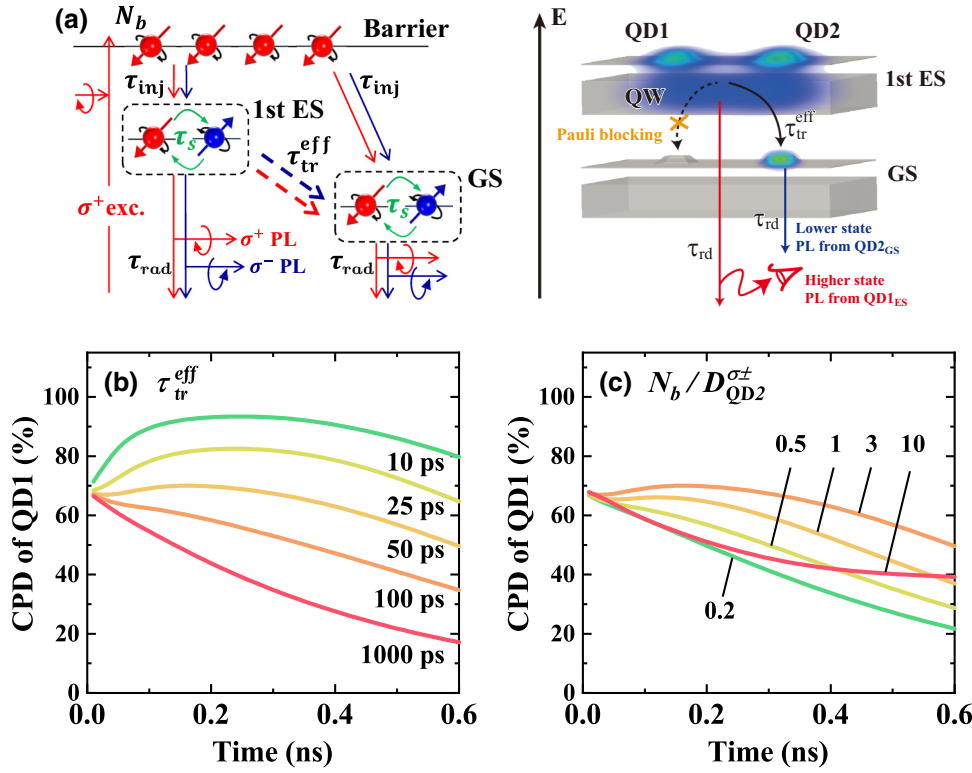 (a)
N_b
Barrier
τ_inj
τ_inj
1st ES
τ_s
τ_tr^eff
GS
τ_s
σ⁺ exc.
σ⁺ PL
σ⁻ PL
τ_rad
τ_rad
E
QD1
QD2
1st ES
QW
Pauli blocking
τ_tr^eff
GS
τ_rd
τ_rd
Lower state
PL from QD2_GS
Higher state
PL from QD1_ES
(b)
τ_tr^eff
CPD of QD1 (%)
100
80
60
40
20
0
10 ps
25 ps
50 ps
100 ps
1000 ps
0.0
0.2
0.4
0.6
Time (ns)
(c)
N_b / D_QD2^σ±
CPD of QD1 (%)
100
80
60
40
20
0
0.5
1
3
10
0.2
0.0
0.2
0.4
0.6
Time (ns)